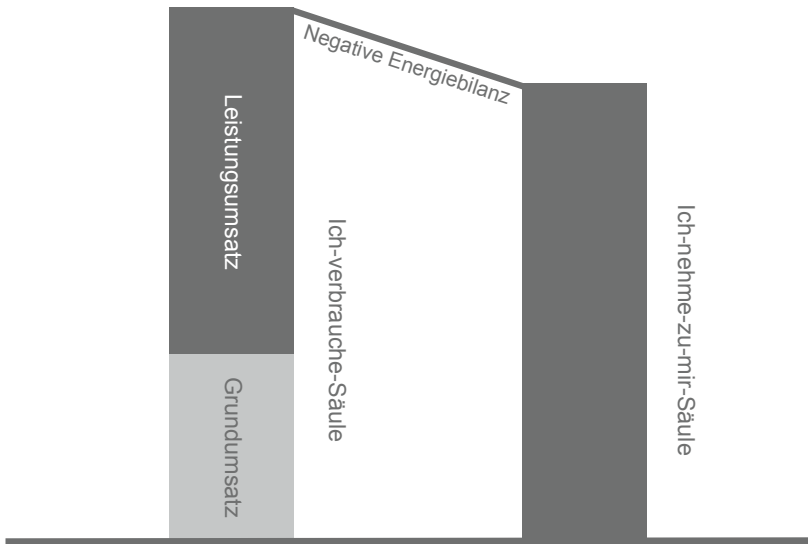 Negative Energiebilanz
Leistungsumsatz
Grundumsatz
Ich-verbrauche-Säule
Ich-nehme-zu-mir-Säule